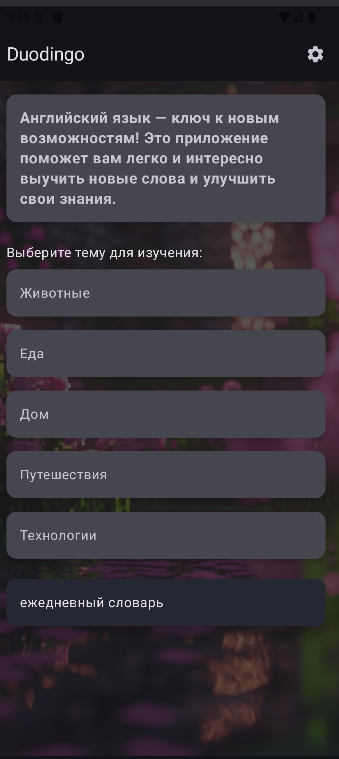 9:19
Duodingo
Английский язык — ключ к новым
возможностям! Это приложение
поможет вам легко и интересно
выучить новые слова и улучшить
свои знания.
Выберите тему для изучения:
Животные
Еда
Дом
Путешествия
Технологии
ежедневный словарь